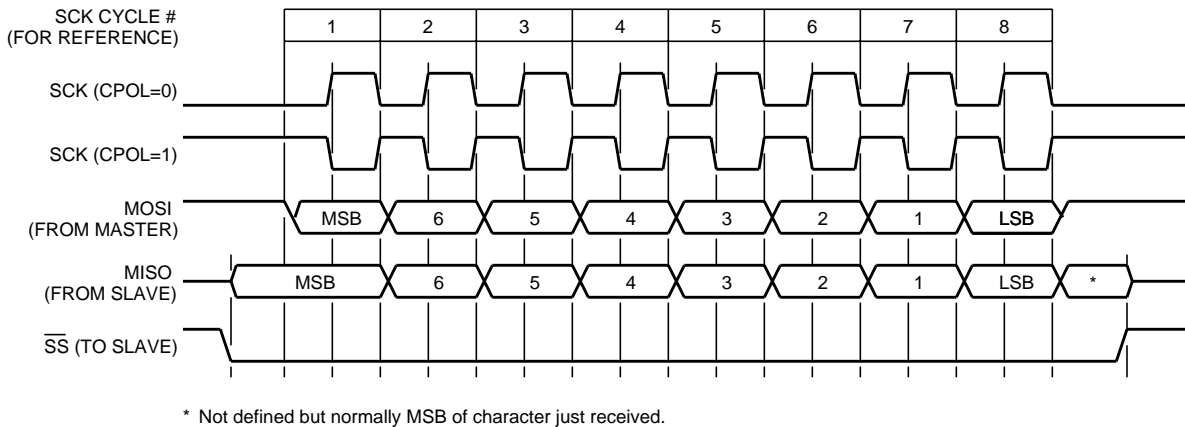 SCK CYCLE #
(FOR REFERENCE)
1 2 3 4 5 6 7 8
SCK (CPOL=0)
SCK (CPOL=1)
MOSI
(FROM MASTER)
MSB 6 5 4 3 2 1 LSB
MISO
(FROM SLAVE)
MSB 6 5 4 3 2 1 LSB *
S̅S̅ (TO SLAVE)
* Not defined but normally MSB of character just received.